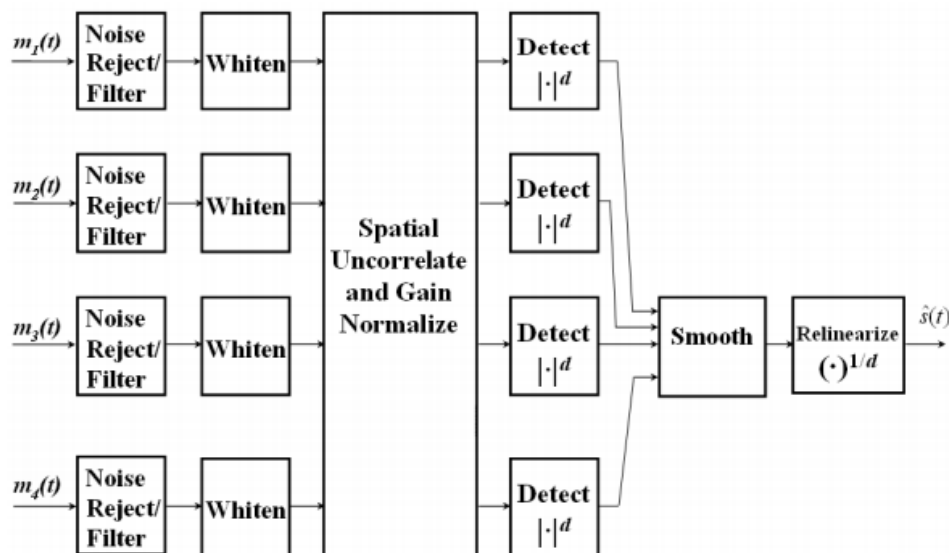 m₁(t)
Noise
Reject/
Filter
Whiten
Detect
|·|ᵈ
m₂(t)
Noise
Reject/
Filter
Whiten
Detect
|·|ᵈ
Spatial
Uncorrelate
and Gain
Normalize
m₃(t)
Noise
Reject/
Filter
Whiten
Detect
|·|ᵈ
Smooth
Relinearize
(·)¹/ᵈ
ŝ(t)
m₄(t)
Noise
Reject/
Filter
Whiten
Detect
|·|ᵈ